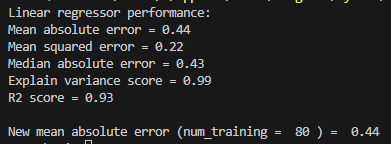 Linear regressor performance:
Mean absolute error = 0.44
Mean squared error = 0.22
Median absolute error = 0.43
Explain variance score = 0.99
R2 score = 0.93
New mean absolute error (num_training =  80 ) =  0.44